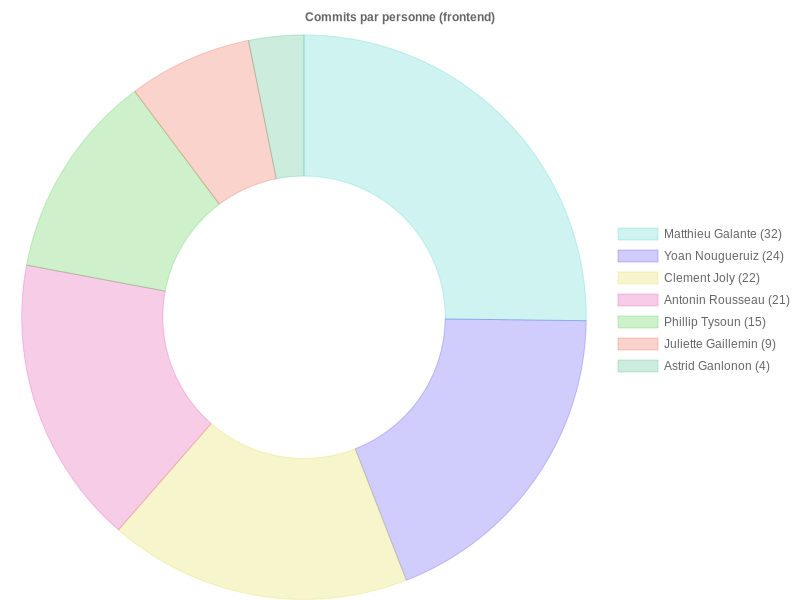 Commits par personne (frontend)
Matthieu Galante (32)
Yoan Nougueruiz (24)
Clement Joly (22)
Antonin Rousseau (21)
Phillip Tysoun (15)
Juliette Gaillemin (9)
Astrid Ganlonon (4)